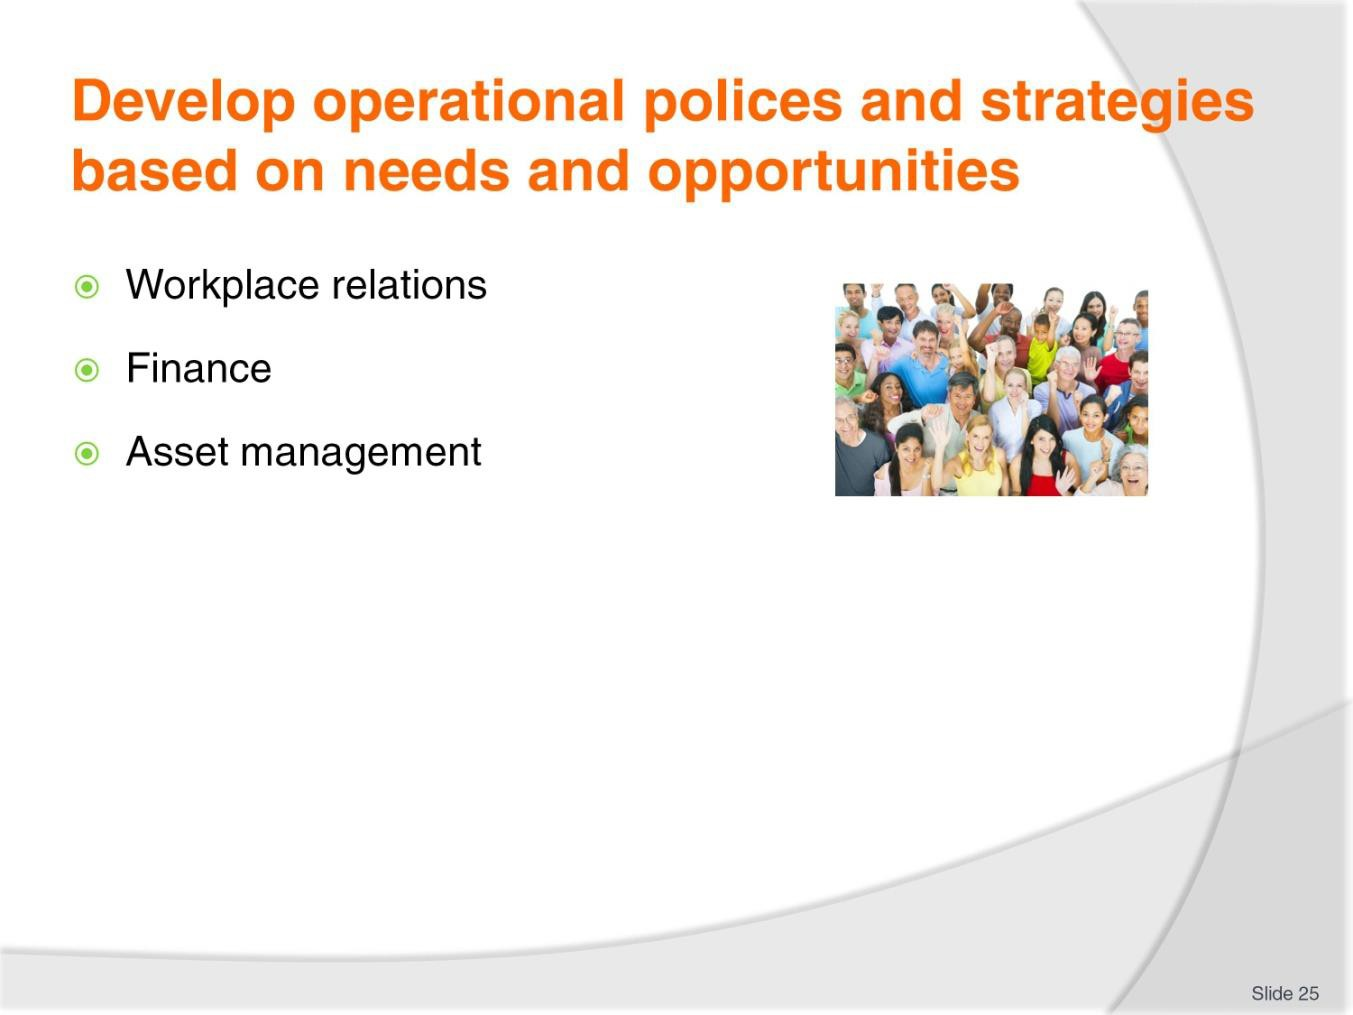 Develop operational polices and strategies
based on needs and opportunities
Workplace relations
Finance
Asset management
Slide 25